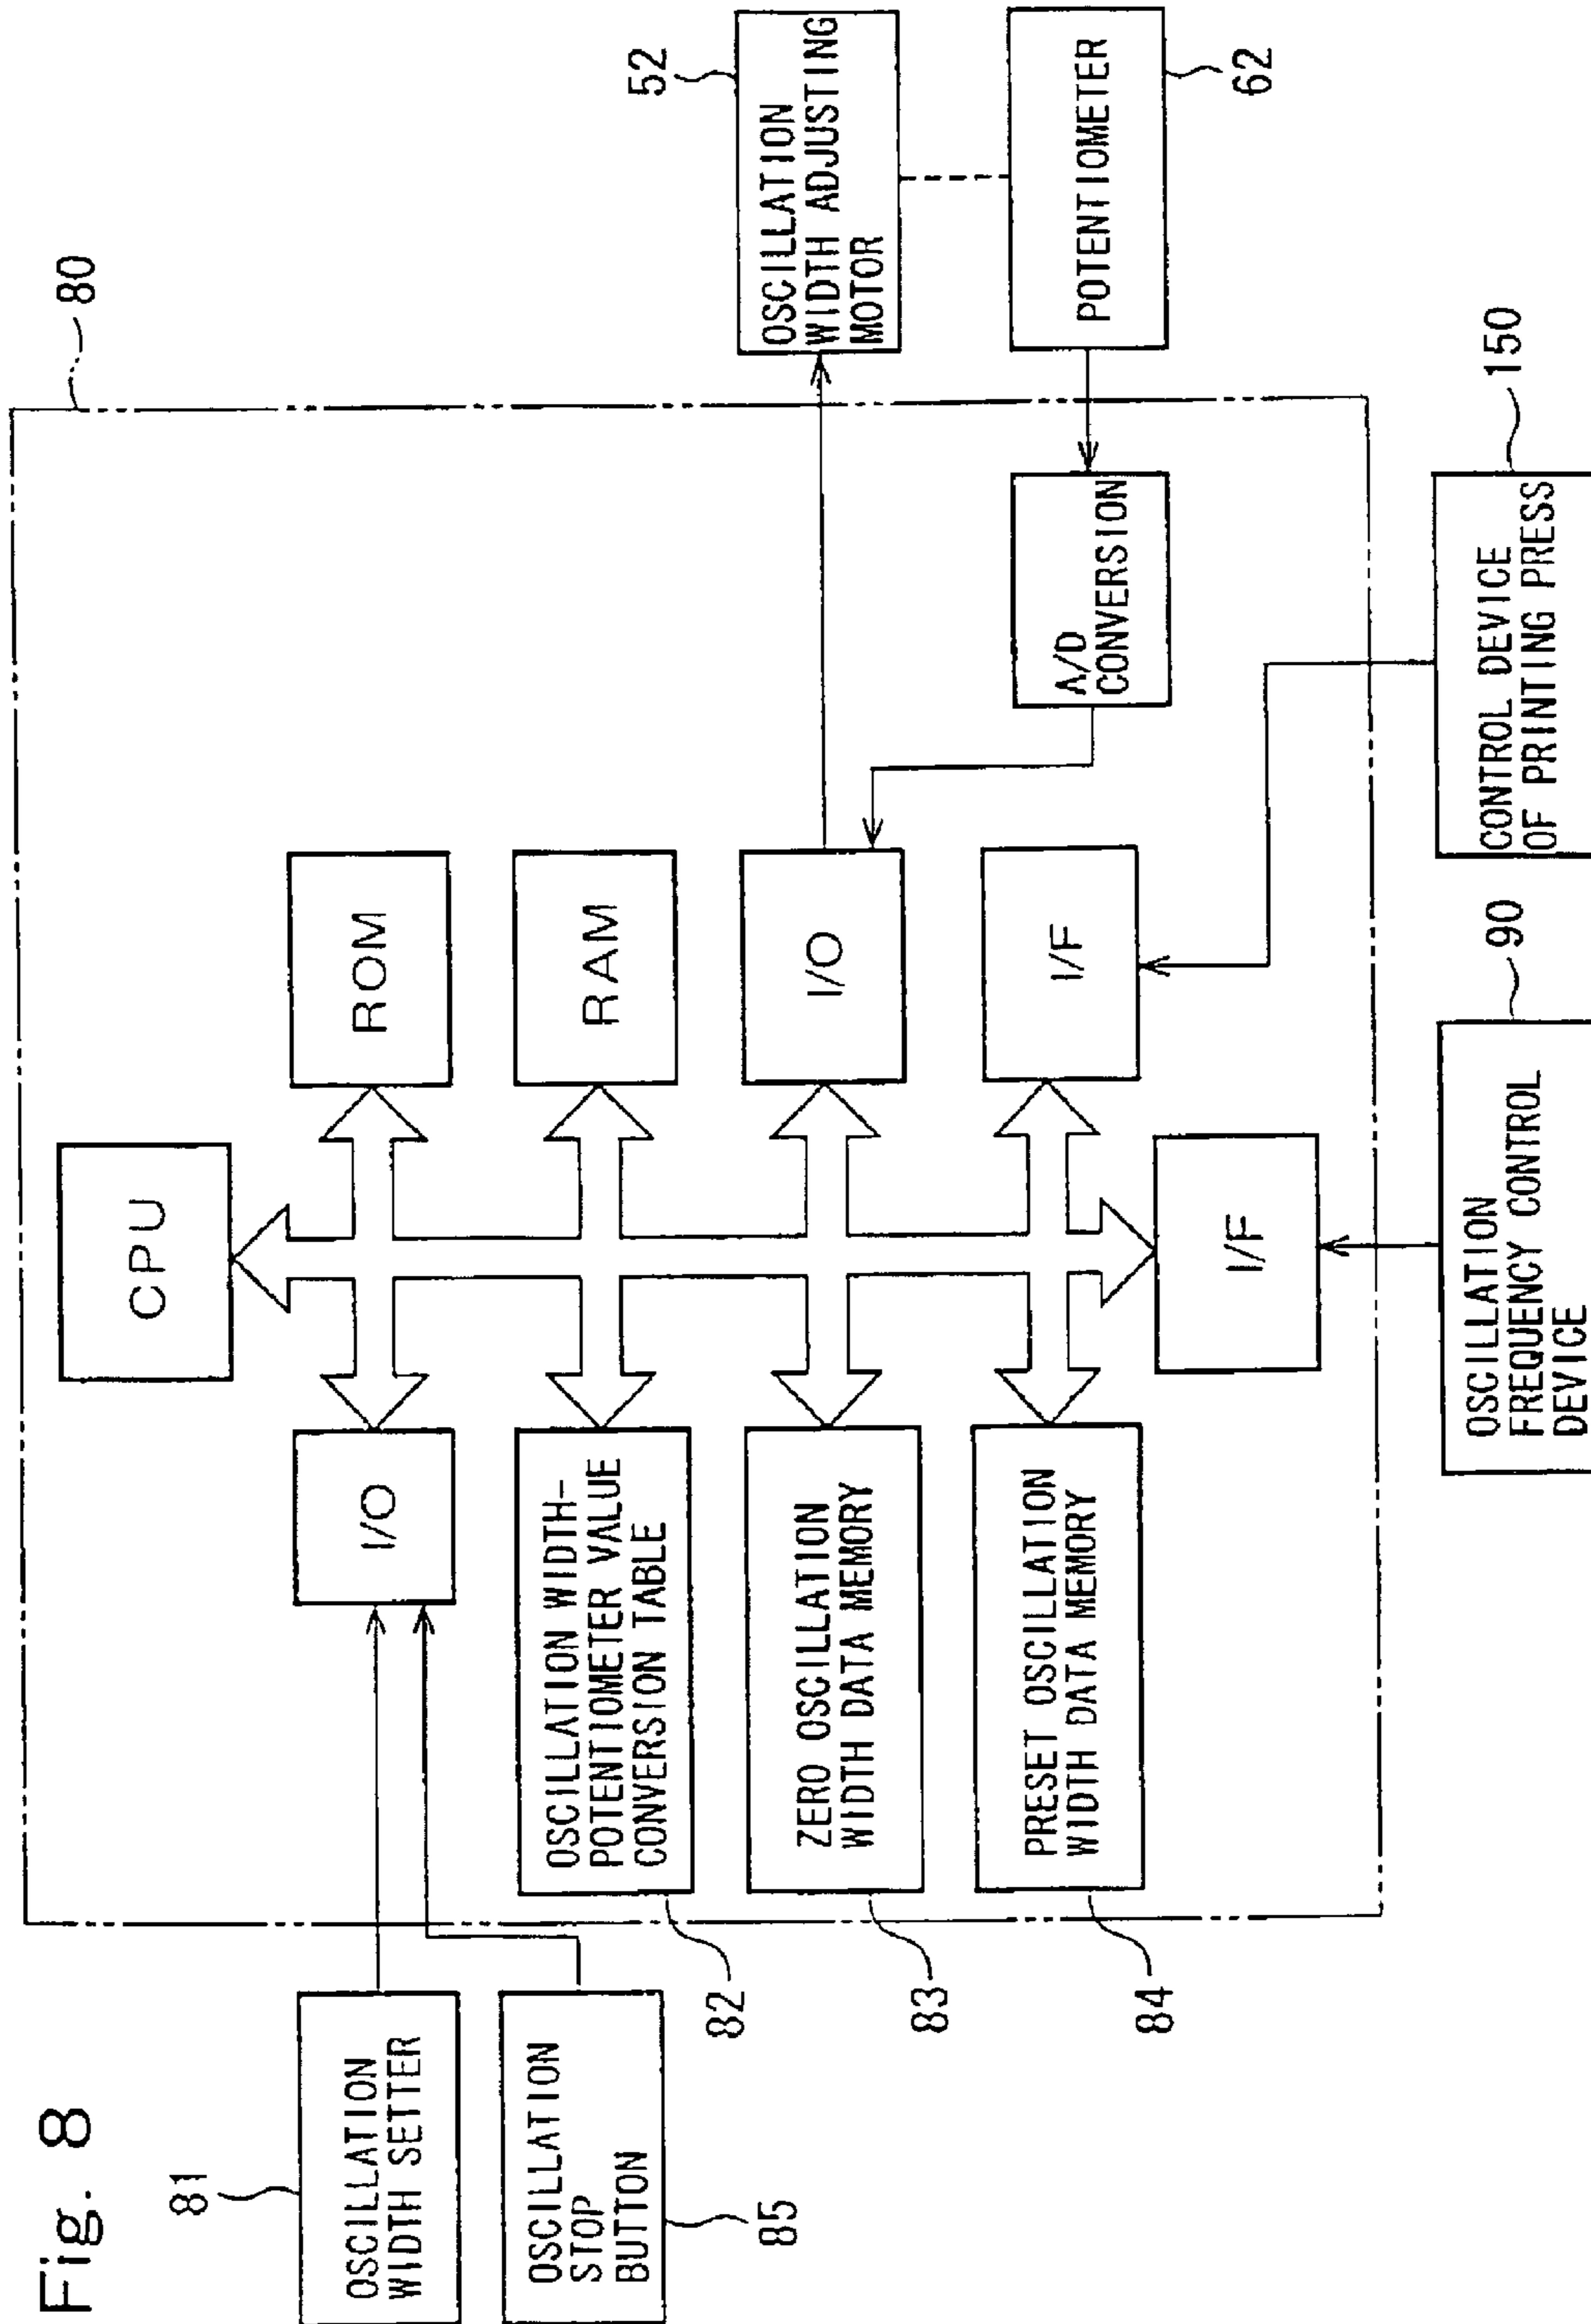 Fig. 8
80
81
OSCILLATION
WIDTH SETTER
OSCILLATION
STOP
BUTTON
85
CPU
I/O
ROM
OSCILLATION WIDTH-
POTENTIOMETER VALUE
CONVERSION TABLE
82
RAM
ZERO OSCILLATION
WIDTH DATA MEMORY
83
I/O
PRESET OSCILLATION
WIDTH DATA MEMORY
84
I/F
I/F
A/D
CONVERSION
OSCILLATION
WIDTH ADJUSTING
MOTOR
52
POTENTIOMETER
62
OSCILLATION
FREQUENCY CONTROL
DEVICE
90
CONTROL DEVICE
OF PRINTING PRESS
150